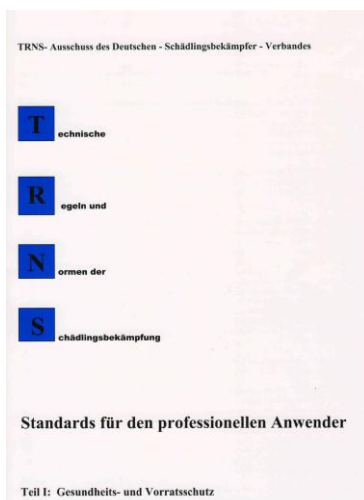 TRNS- Ausschuss des Deutschen - Schädlingsbekämpfer - Verbandes
T echnische
R egeln und
N ormen der
S chädlingsbekämpfung
Standards für den professionellen Anwender
Teil I: Gesundheits- und Vorratsschutz